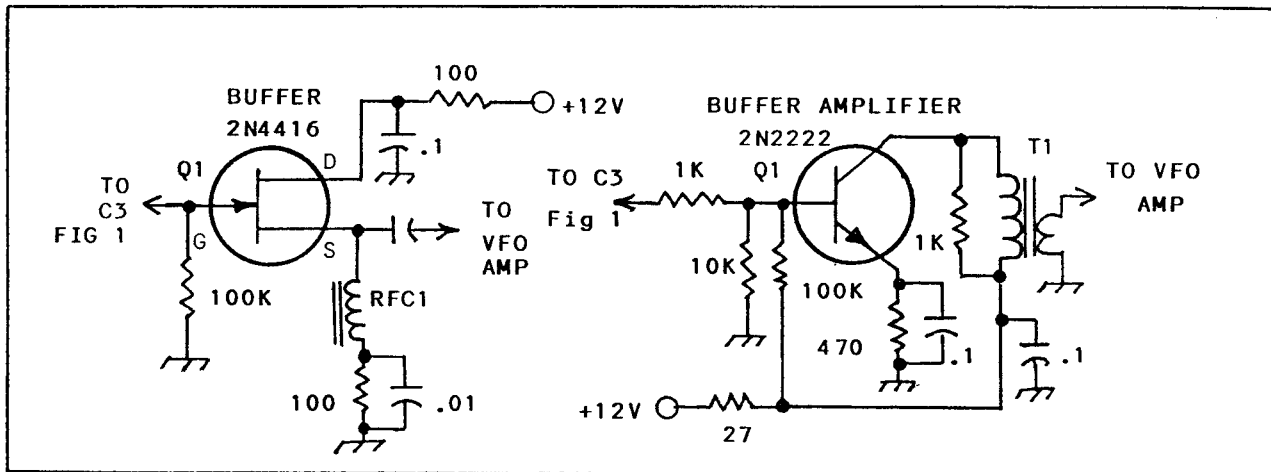 100
BUFFER
2N4416
+12V
.1
Q1
D
TO
C3
FIG 1
G
S
TO
VFO
AMP
100K
RFC1
100
.01
BUFFER AMPLIFIER
2N2222
TO C3
Fig 1
1K
Q1
T1
TO VFO
AMP
1K
10K
100K
470
.1
.1
+12V
27